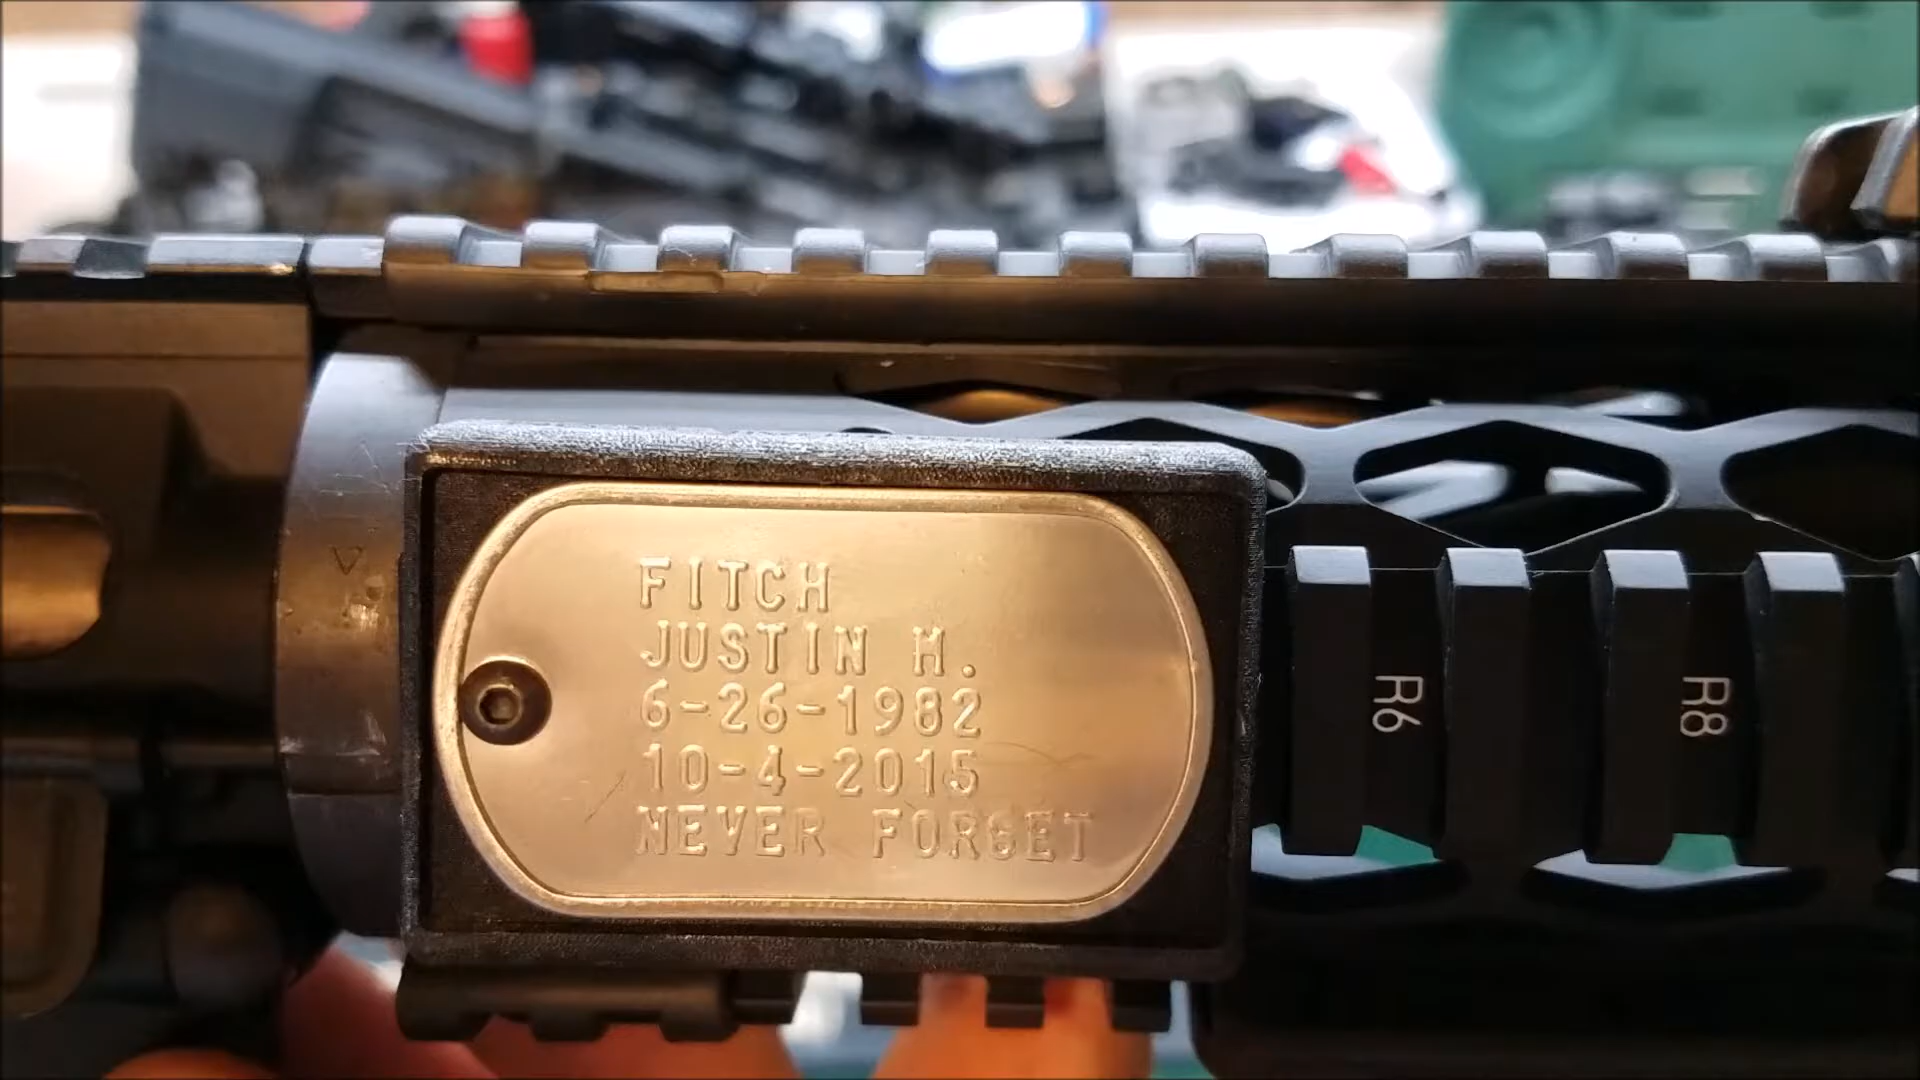 FITCH
JUSTIN M.
6-26-1982
10-4-2015
NEVER FORGET
R6
R8